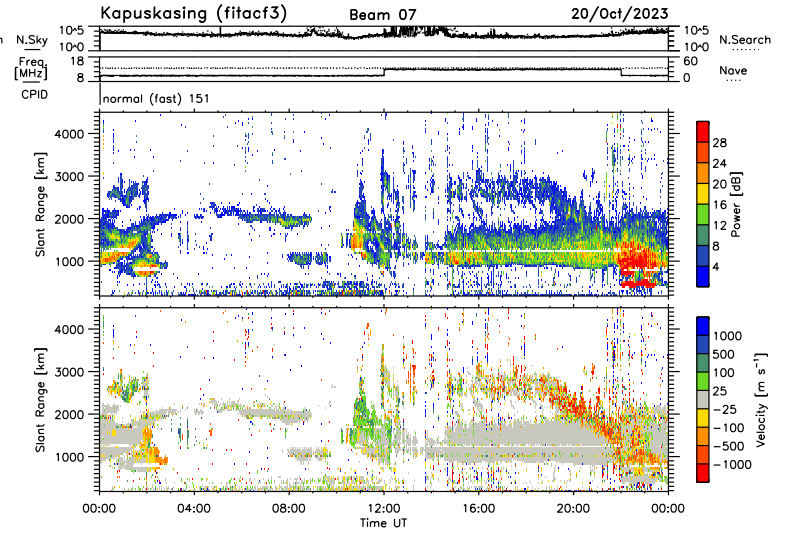 Kapuskasing (fitacf3) Beam 07 20/Oct/2023
N.Sky 10^5 10^0 10^5 10^0 N.Search
Freq. [MHz] 18 8 60 0 Nave
CPID normal (fast) 151
Slant Range [km] 4000 3000 2000 1000
28 24 20 16 12 8 4 Power [dB]
Slant Range [km] 4000 3000 2000 1000
1000 500 100 25 −25 −100 −500 −1000 Velocity [m s⁻¹]
00:00 04:00 08:00 12:00 16:00 20:00 00:00
Time UT